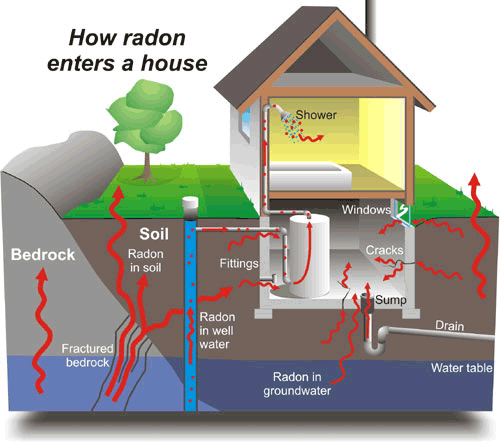 How radon
enters a house
Shower
Windows
Bedrock
Soil
Radon
in soil
Fittings
Cracks
Sump
Radon
in well
water
Drain
Fractured
bedrock
Water table
Radon in
groundwater